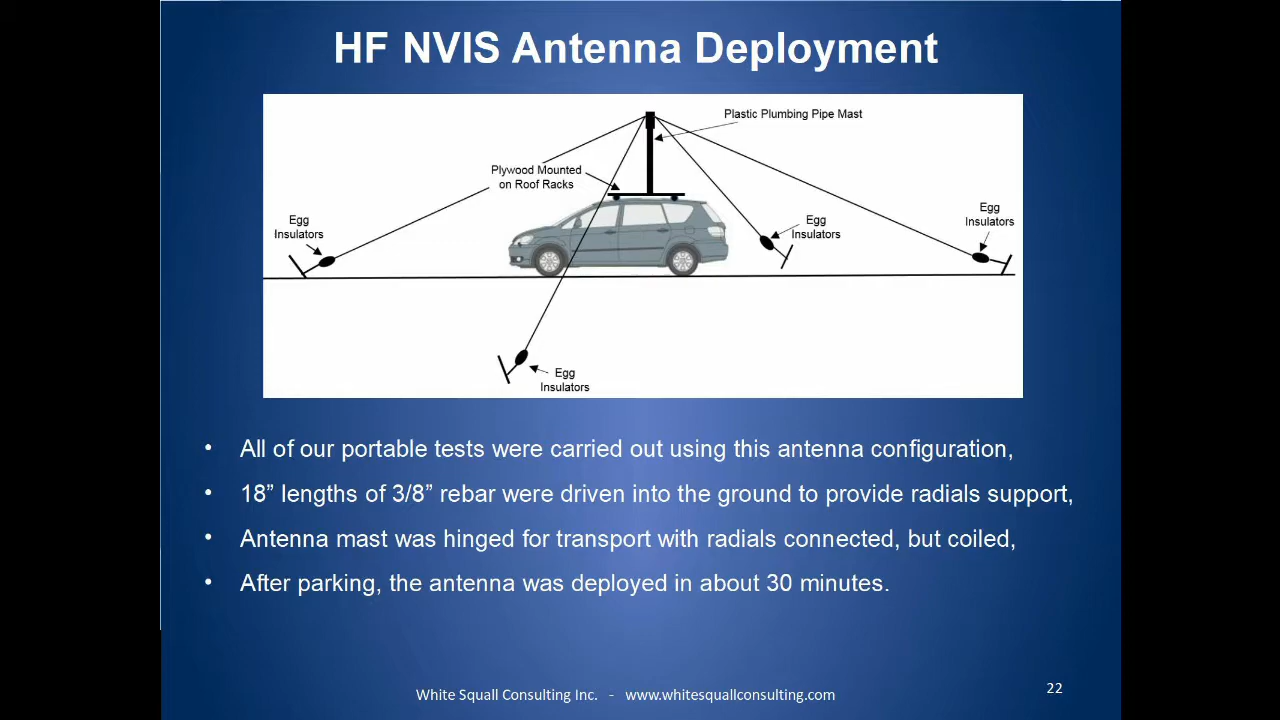 HF NVIS Antenna Deployment
Plastic Plumbing Pipe Mast
Plywood Mounted
on Roof Racks
Egg
Insulators
Egg
Insulators
Egg
Insulators
Egg
Insulators
• All of our portable tests were carried out using this antenna configuration,
• 18” lengths of 3/8” rebar were driven into the ground to provide radials support,
• Antenna mast was hinged for transport with radials connected, but coiled,
• After parking, the antenna was deployed in about 30 minutes.
White Squall Consulting Inc. - www.whitesquallconsulting.com
22